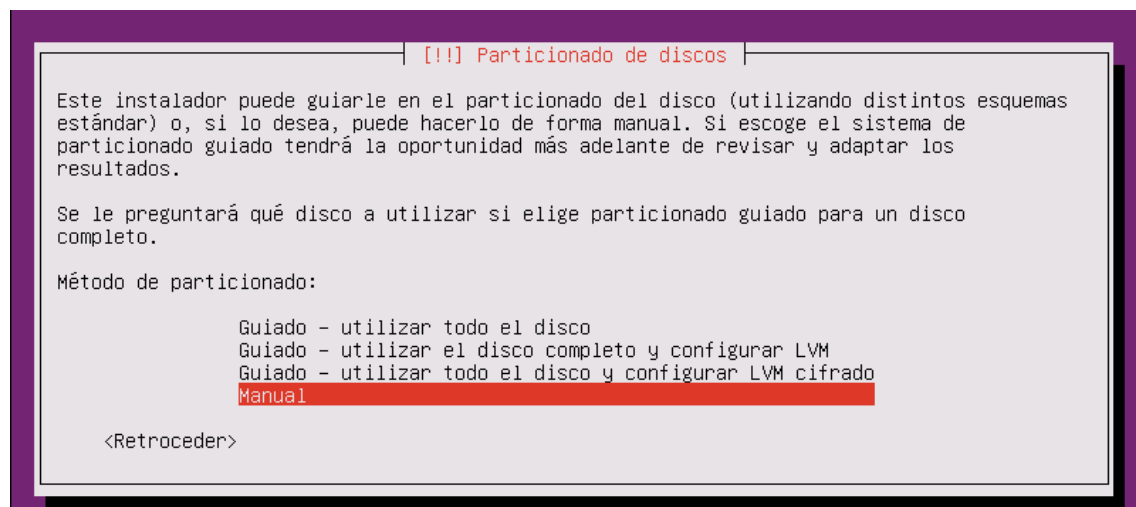 [!!] Particionado de discos
Este instalador puede guiarle en el particionado del disco (utilizando distintos esquemas
estándar) o, si lo desea, puede hacerlo de forma manual. Si escoge el sistema de
particionado guiado tendrá la oportunidad más adelante de revisar y adaptar los
resultados.
Se le preguntará qué disco a utilizar si elige particionado guiado para un disco
completo.
Método de particionado:
Guiado - utilizar todo el disco
Guiado - utilizar el disco completo y configurar LVM
Guiado - utilizar todo el disco y configurar LVM cifrado
Manual
<Retroceder>